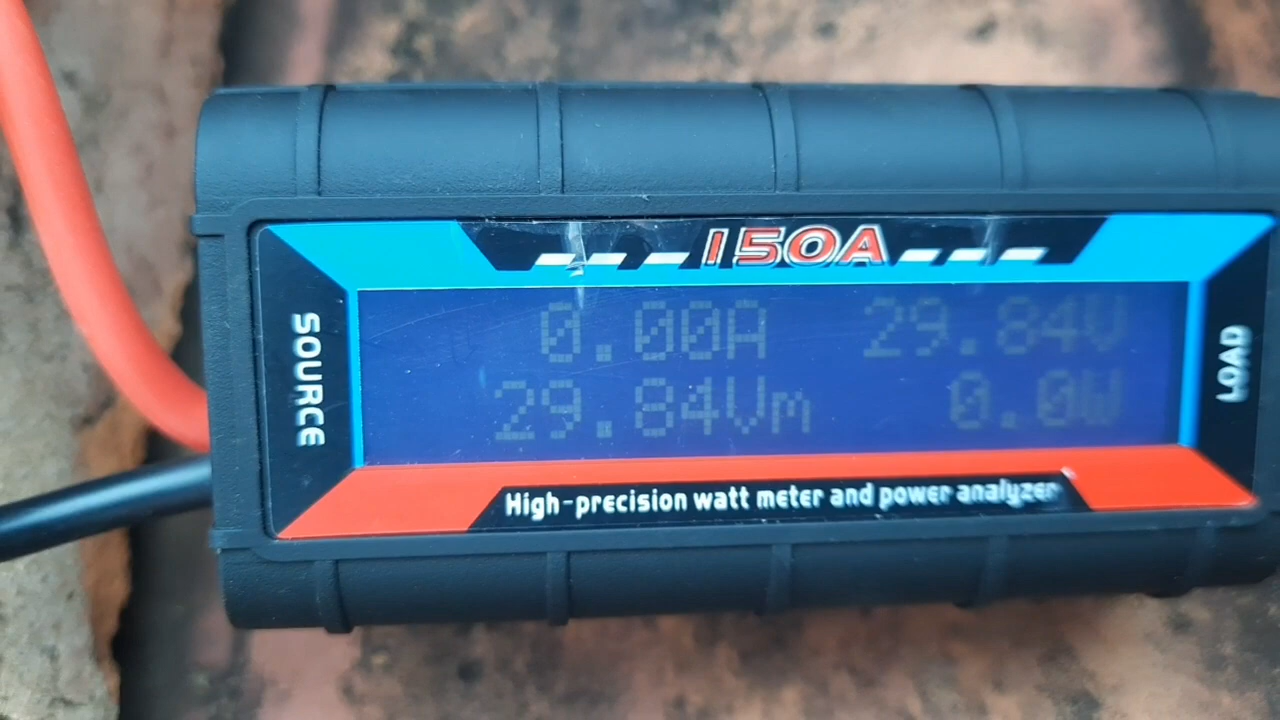 150A
SOURCE
0.00A 29.84V
29.84Vm 0.0W
LOAD
High-precision watt meter and power analyzer